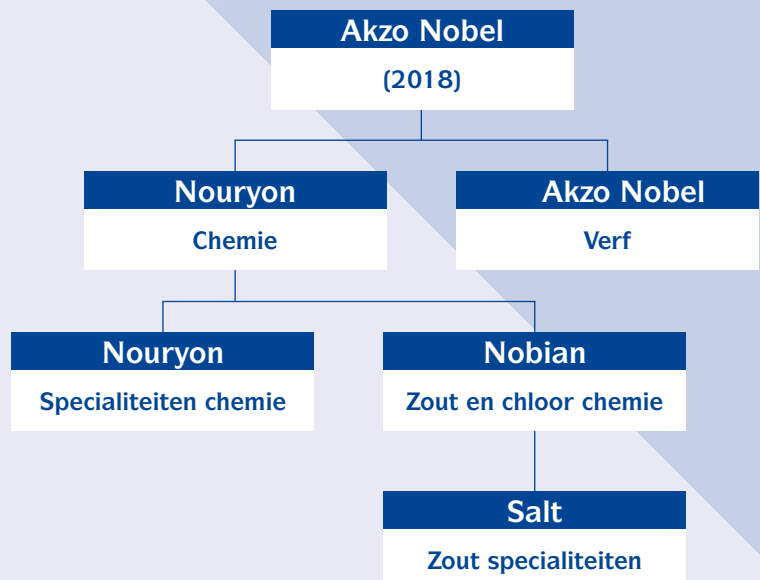 Akzo Nobel
(2018)
Nouryon
Chemie
Akzo Nobel
Verf
Nouryon
Specialiteiten chemie
Nobian
Zout en chloor chemie
Salt
Zout specialiteiten